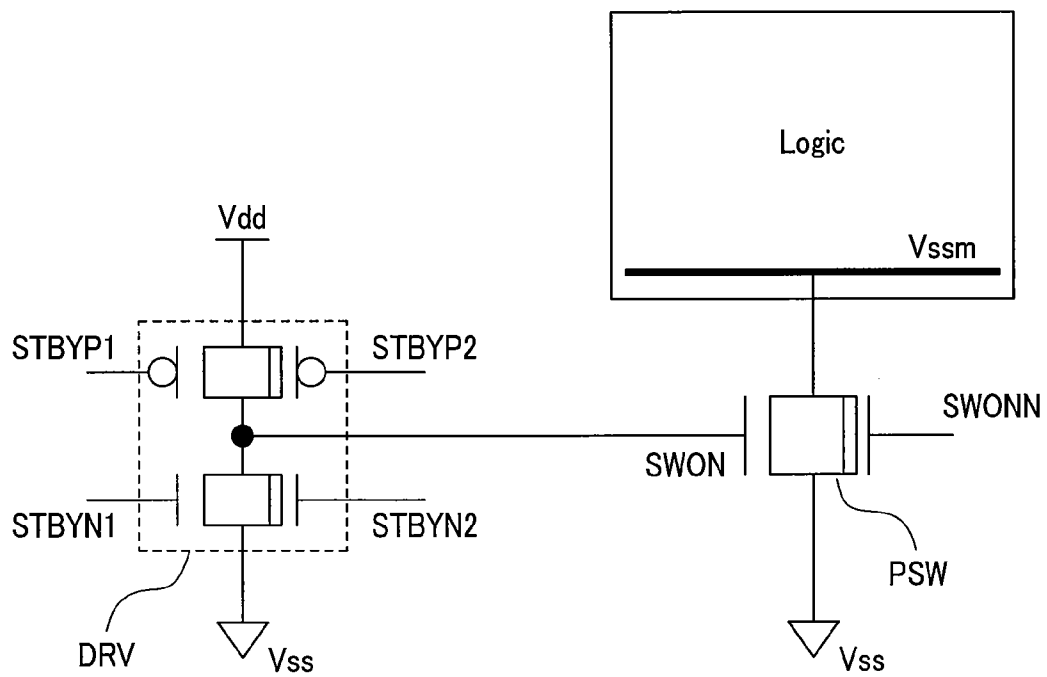 Logic
Vssm
Vdd
STBYP1
STBYP2
SWONN
SWON
STBYN1
STBYN2
PSW
DRV
Vss
Vss